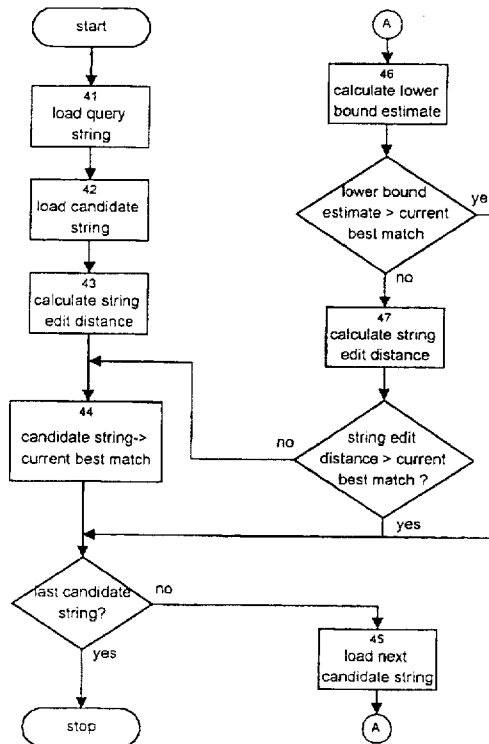 start
41
load query
string
42
load candidate
string
43
calculate string
edit distance
44
candidate string->
current best match
last candidate
string?
no
yes
stop
A
46
calculate lower
bound estimate
lower bound
estimate > current
best match
ye
no
47
calculate string
edit distance
string edit
distance > current
best match ?
no
yes
45
load next
candidate string
A